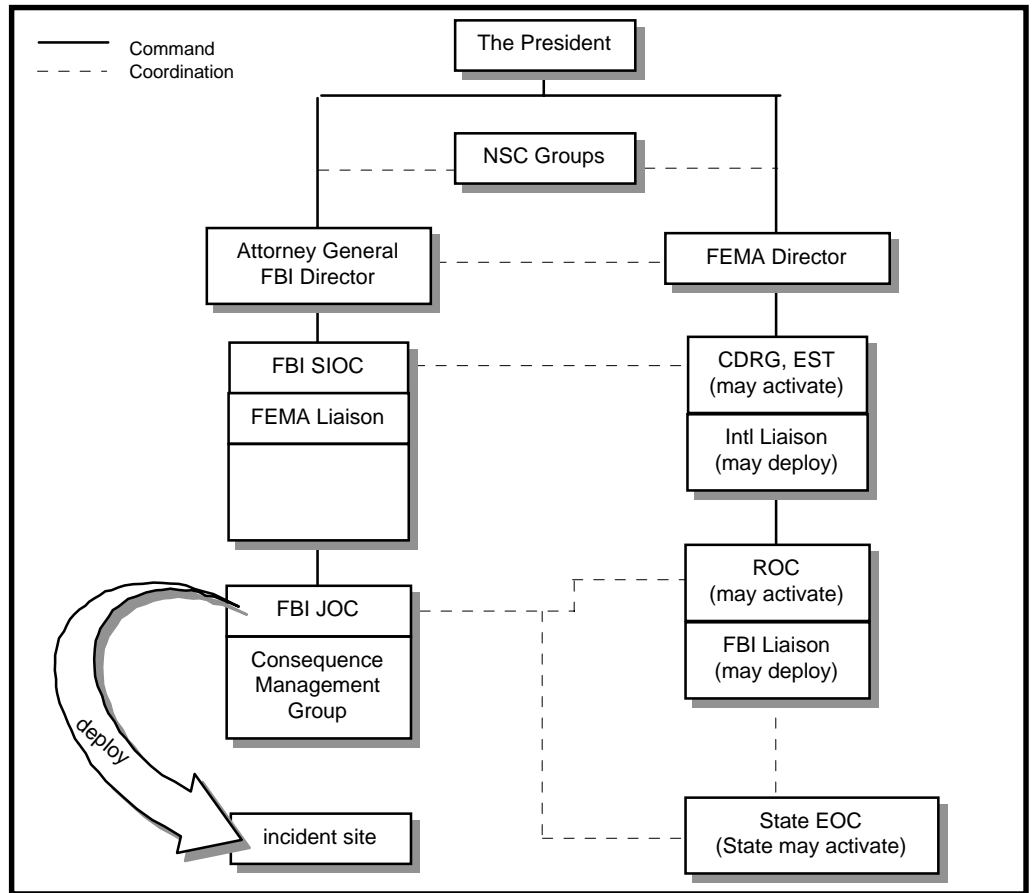 Command
Coordination
The President
NSC Groups
Attorney General
FBI Director
FEMA Director
FBI SIOC
FEMA Liaison
CDRG, EST
(may activate)
Intl Liaison
(may deploy)
FBI JOC
Consequence
Management
Group
ROC
(may activate)
FBI Liaison
(may deploy)
deploy
incident site
State EOC
(State may activate)